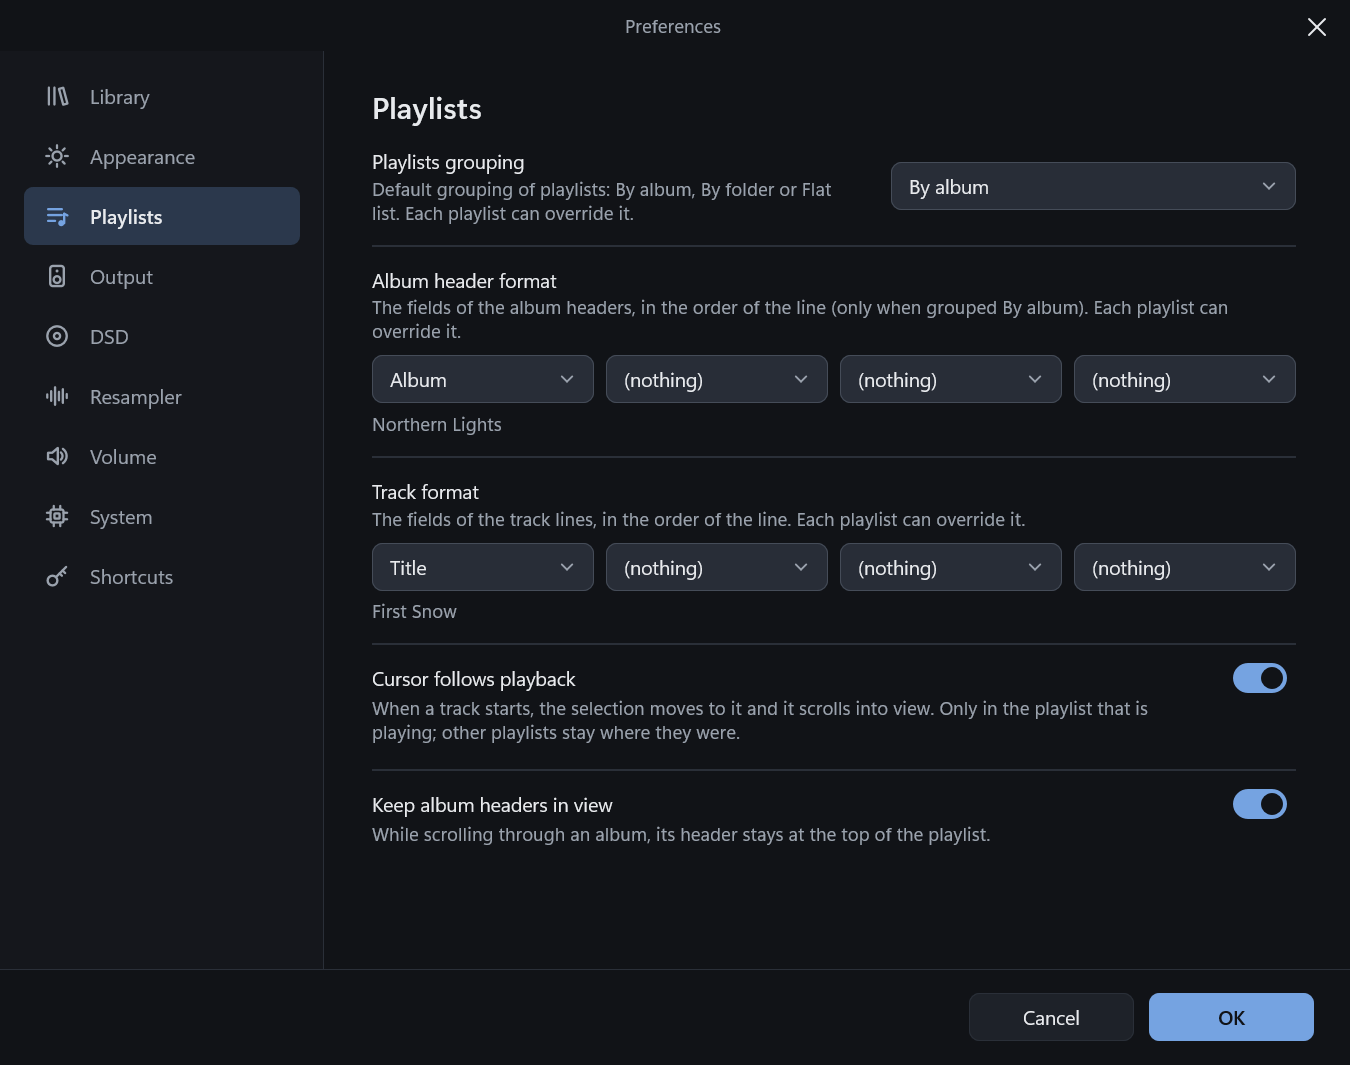 Preferences
Library
Appearance
Playlists
Output
DSD
Resampler
Volume
System
Shortcuts
Playlists
Playlists grouping
Default grouping of playlists: By album, By folder or Flat
list. Each playlist can override it.
By album
Album header format
The fields of the album headers, in the order of the line (only when grouped By album). Each playlist can
override it.
Album
(nothing)
(nothing)
(nothing)
Northern Lights
Track format
The fields of the track lines, in the order of the line. Each playlist can override it.
Title
(nothing)
(nothing)
(nothing)
First Snow
Cursor follows playback
When a track starts, the selection moves to it and it scrolls into view. Only in the playlist that is
playing; other playlists stay where they were.
Keep album headers in view
While scrolling through an album, its header stays at the top of the playlist.
Cancel
OK